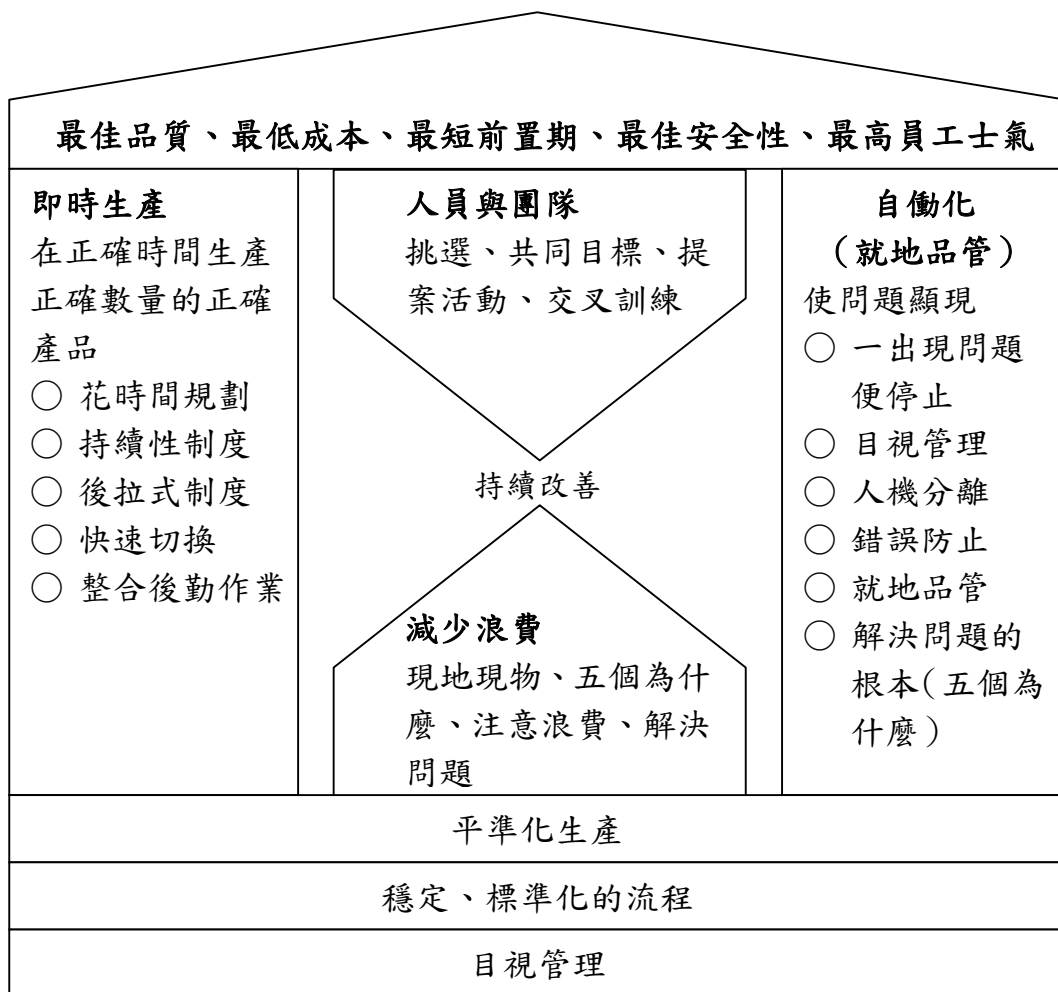 最佳品質、最低成本、最短前置期、最佳安全性、最高員工士氣
即時生產
在正確時間生產
正確數量的正確
產品
○ 花時間規劃
○ 持續性制度
○ 後拉式制度
○ 快速切換
○ 整合後勤作業
人員與團隊
挑選、共同目標、提
案活動、交叉訓練
持續改善
減少浪費
現地現物、五個為什
麼、注意浪費、解決
問題
自働化
（就地品管）
使問題顯現
○ 一出現問題
便停止
○ 目視管理
○ 人機分離
○ 錯誤防止
○ 就地品管
○ 解決問題的
根本（五個為
什麼）
平準化生產
穩定、標準化的流程
目視管理